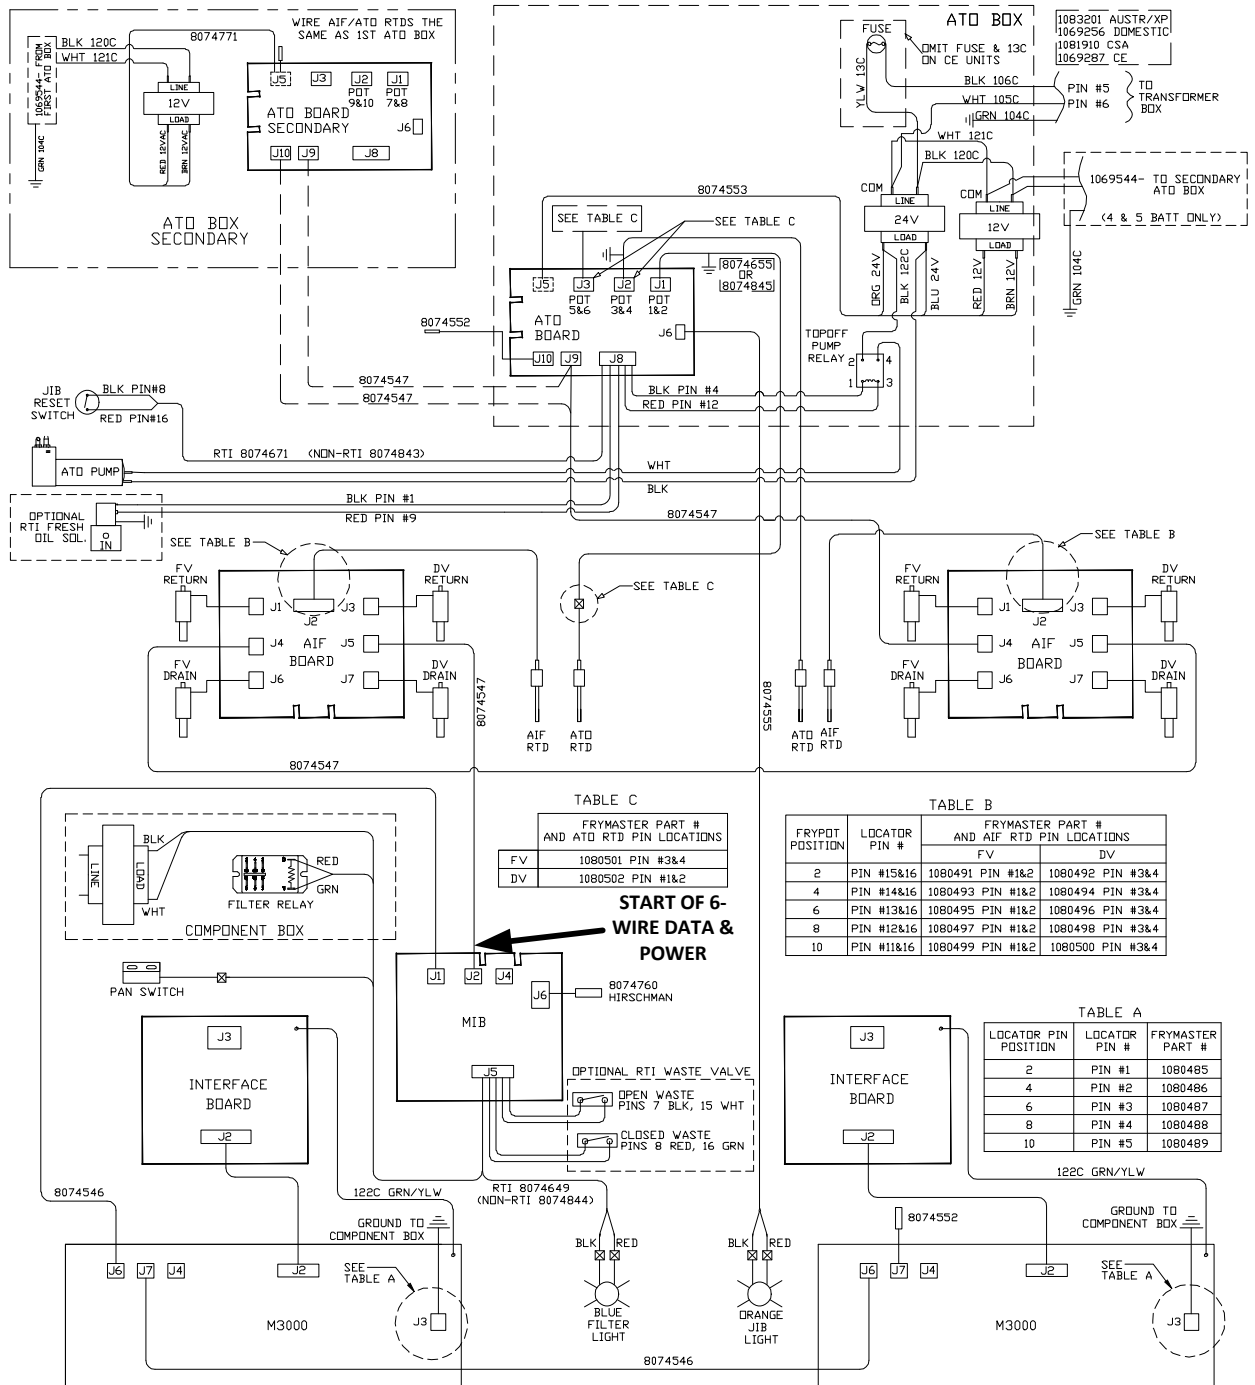 WIRE AIF/ATO RTDS THE
SAME AS 1ST ATO BOX
1069544- FROM
FIRST ATO BOX
BLK 120C
WHT 121C
GRN 104C
8074771
LINE
12V
LOAD
RED 12VAC
BRN 12VAC
J5
J3
J2
J1
POT
9&10
POT
7&8
ATO BOARD
SECONDARY
J6
J10
J9
J8
ATO BOX
SECONDARY
ATO BOX
FUSE
OMIT FUSE & 13C
ON CE UNITS
YLW 13C
1083201 AUSTR/XP
1069256 DOMESTIC
1081910 CSA
1069287 CE
BLK 106C
PIN #5
WHT 105C
PIN #6
GRN 104C
TO
TRANSFORMER
BOX
WHT 121C
BLK 120C
1069544- TO SECONDARY
ATO BOX
(4 & 5 BATT ONLY)
GRN 104C
8074553
COM
LINE
24V
LOAD
COM
LINE
12V
LOAD
ORG 24V
BLK 122C
BLU 24V
RED 12V
BRN 12V
SEE TABLE C
SEE TABLE C
8074655
OR
8074845
J5
J3
J2
J1
POT
5&6
POT
3&4
POT
1&2
ATO
BOARD
J6
J10
J9
J8
8074552
TOPOFF
PUMP
RELAY
2
4
1
3
BLK PIN #4
RED PIN #12
8074547
8074547
JIB
RESET
SWITCH
BLK PIN#8
RED PIN#16
RTI 8074671 (NON-RTI 8074843)
ATO PUMP
WHT
BLK
OPTIONAL
RTI FRESH
OIL SOL.
IN
BLK PIN #1
RED PIN #9
8074547
SEE TABLE B
SEE TABLE B
SEE TABLE C
FV
RETURN
DV
RETURN
J1
J2
J3
J4
AIF
BOARD
J5
J6
J7
FV
DRAIN
DV
DRAIN
FV
RETURN
DV
RETURN
J1
J2
J3
J4
AIF
BOARD
J5
J6
J7
FV
DRAIN
DV
DRAIN
AIF
RTD
ATO
RTD
ATO
RTD
AIF
RTD
8074547
8074555
8074547
TABLE C
FRYMASTER PART #
AND ATO RTD PIN LOCATIONS
FV 1080501 PIN #3&4
DV 1080502 PIN #1&2
TABLE B
FRYPOT
POSITION
LOCATOR
PIN #
FRYMASTER PART #
AND AIF RTD PIN LOCATIONS
FV DV
2 PIN #15&16 1080491 PIN #1&2 1080492 PIN #3&4
4 PIN #14&16 1080493 PIN #1&2 1080494 PIN #3&4
6 PIN #13&16 1080495 PIN #1&2 1080496 PIN #3&4
8 PIN #12&16 1080497 PIN #1&2 1080498 PIN #3&4
10 PIN #11&16 1080499 PIN #1&2 1080500 PIN #3&4
LINE
LOAD
BLK
WHT
RED
GRN
FILTER RELAY
COMPONENT BOX
START OF 6-
WIRE DATA &
POWER
PAN SWITCH
J1
J2
J4
J6
MIB
J5
8074760
HIRSCHMAN
OPTIONAL RTI WASTE VALVE
OPEN WASTE
PINS 7 BLK, 15 WHT
CLOSED WASTE
PINS 8 RED, 16 GRN
TABLE A
LOCATOR PIN
POSITION
LOCATOR
PIN #
FRYMASTER
PART #
2 PIN #1 1080485
4 PIN #2 1080486
6 PIN #3 1080487
8 PIN #4 1080488
10 PIN #5 1080489
J3
INTERFACE
BOARD
J2
J3
INTERFACE
BOARD
J2
8074546
122C GRN/YLW
RTI 8074649
(NON-RTI 8074844)
122C GRN/YLW
GROUND TO
COMPONENT BOX
8074552
GROUND TO
COMPONENT BOX
BLK
RED
BLUE
FILTER
LIGHT
BLK
RED
ORANGE
JIB
LIGHT
J6
J7
J4
J2
SEE
TABLE A
J3
M3000
J6
J7
J4
J2
SEE
TABLE A
J3
M3000
8074546